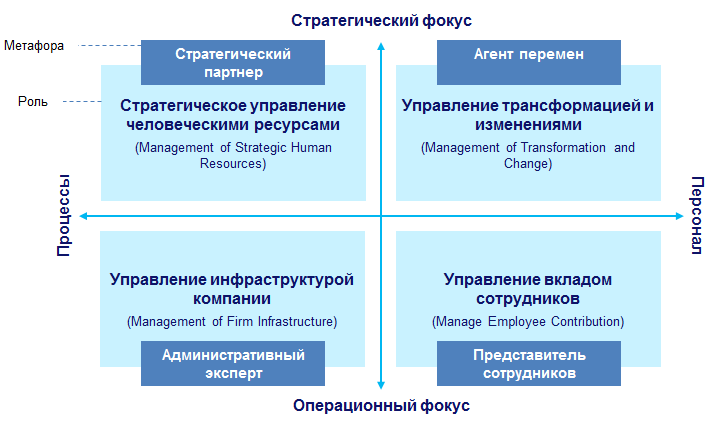 Стратегический фокус
Метафора
Стратегический
партнер
Агент перемен
Роль
Стратегическое управление
человеческими ресурсами
(Management of Strategic Human
Resources)
Управление трансформацией и
изменениями
(Management of Transformation and
Change)
Процессы
Персонал
Управление инфраструктурой
компании
(Management of Firm Infrastructure)
Административный
эксперт
Управление вкладом
сотрудников
(Manage Employee Contribution)
Представитель
сотрудников
Операционный фокус